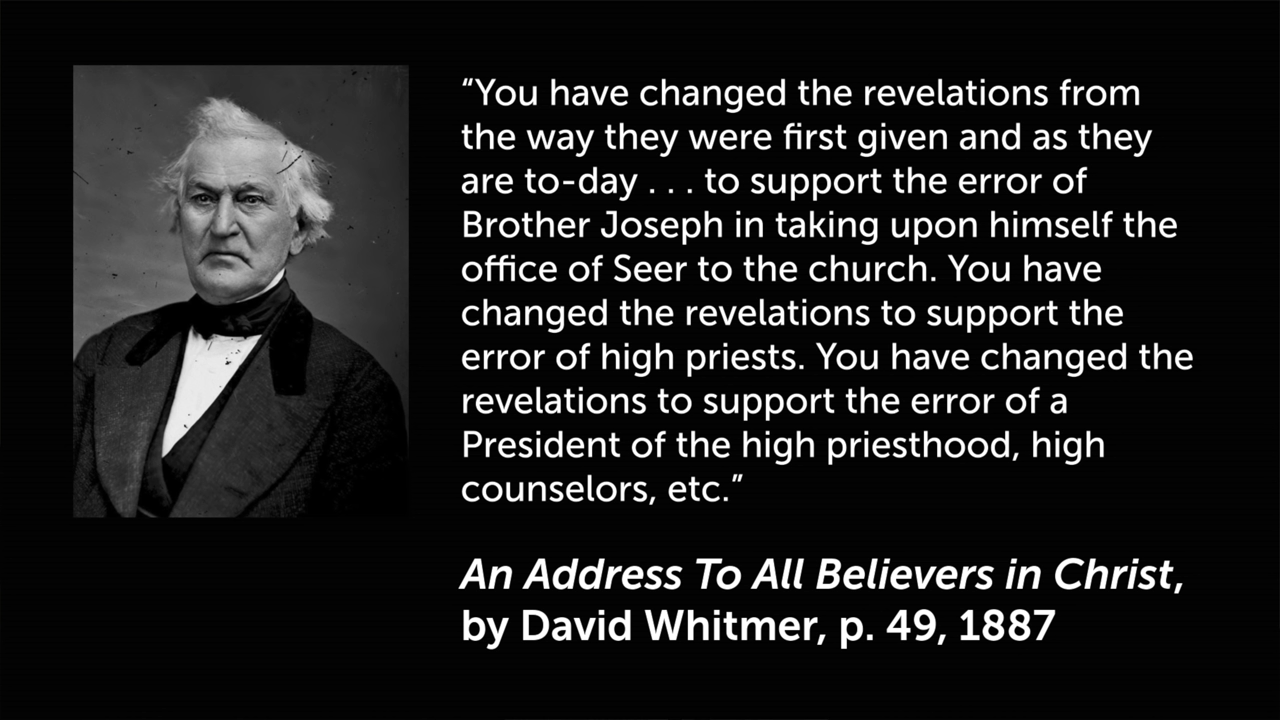 “You have changed the revelations from
the way they were first given and as they
are to-day . . . to support the error of
Brother Joseph in taking upon himself the
office of Seer to the church. You have
changed the revelations to support the
error of high priests. You have changed the
revelations to support the error of a
President of the high priesthood, high
counselors, etc.”
An Address To All Believers in Christ,
by David Whitmer, p. 49, 1887